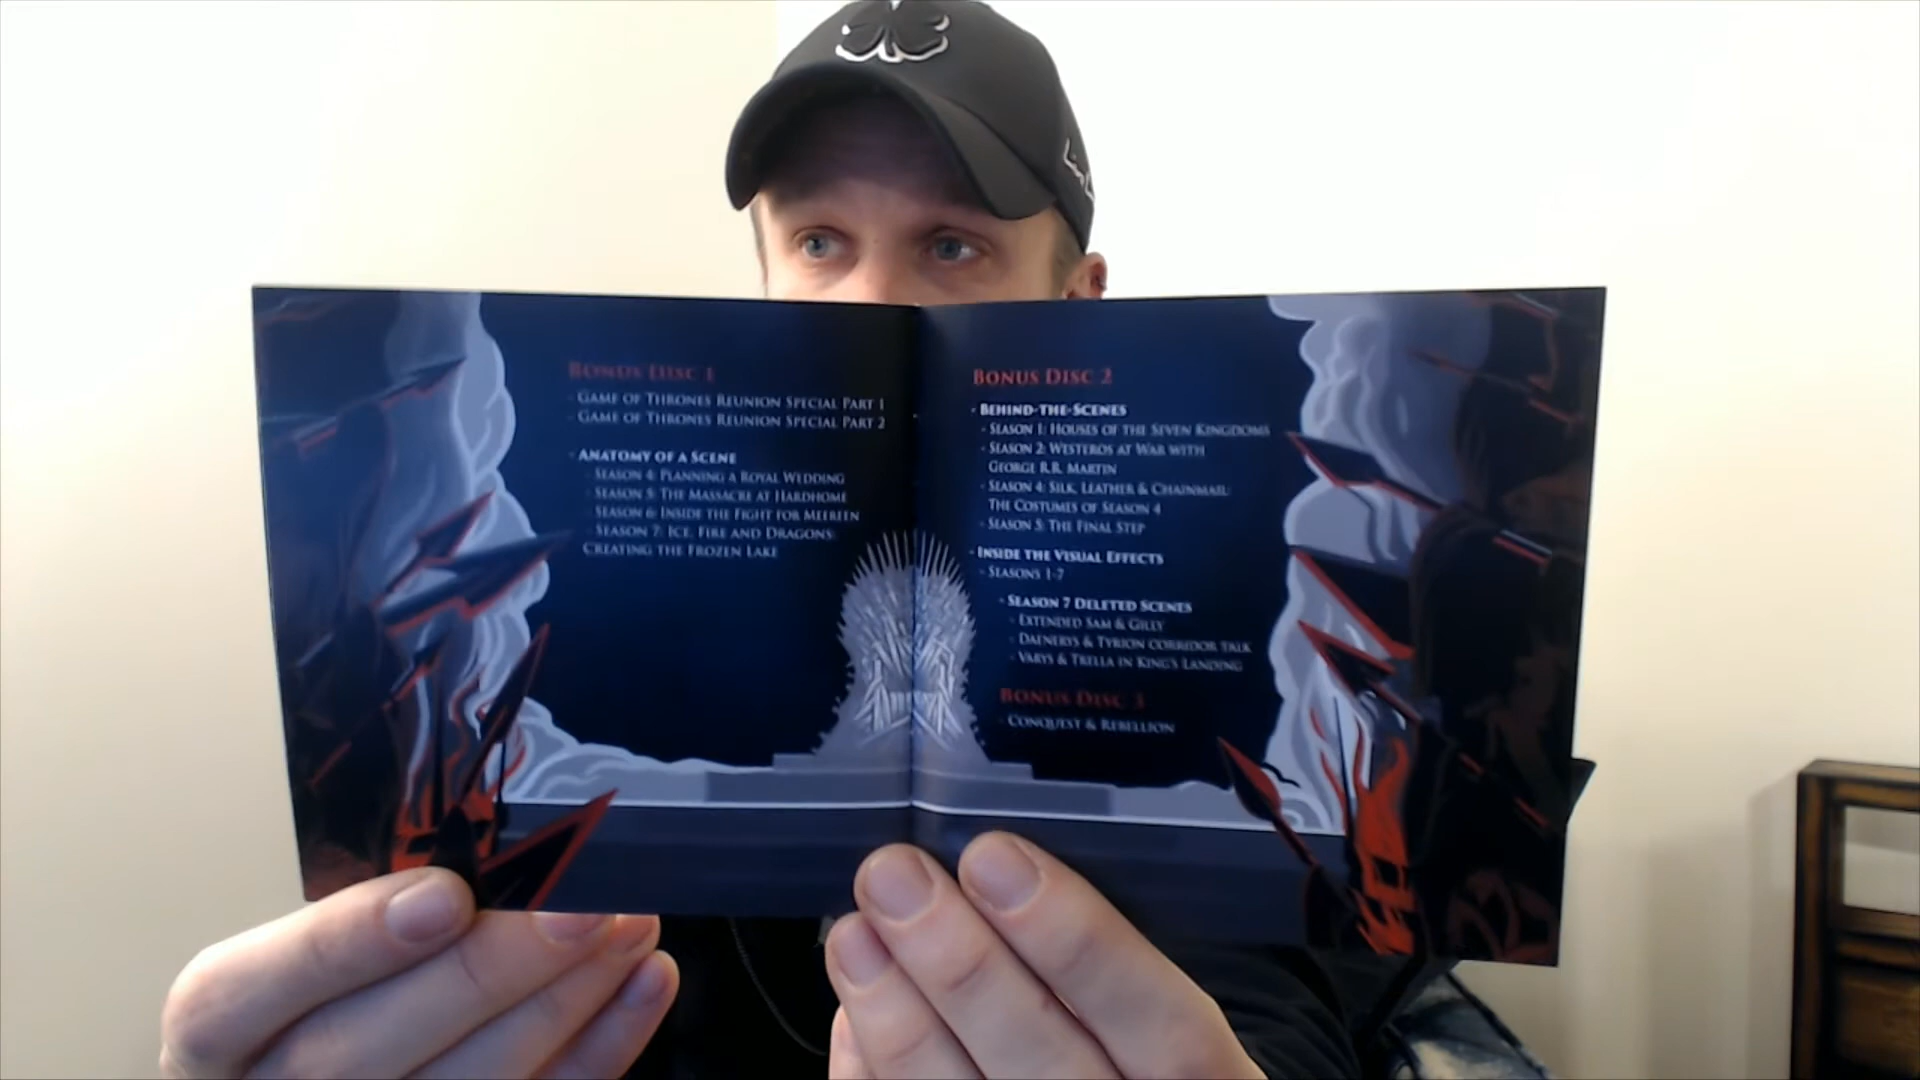 BONUS DISC 1
- GAME OF THRONES REUNION SPECIAL PART 1
- GAME OF THRONES REUNION SPECIAL PART 2
- ANATOMY OF A SCENE
- SEASON 4: PLANNING A ROYAL WEDDING
- SEASON 5: THE MASSACRE AT HARDHOME
- SEASON 6: INSIDE THE FIGHT FOR MEEREEN
- SEASON 7: ICE, FIRE AND DRAGONS:
CREATING THE FROZEN LAKE
BONUS DISC 2
- BEHIND-THE-SCENES
- SEASON 1: HOUSES OF THE SEVEN KINGDOMS
- SEASON 2: WESTEROS AT WAR WITH
GEORGE R.R. MARTIN
- SEASON 4: SILK, LEATHER & CHAINMAIL:
THE COSTUMES OF SEASON 4
- SEASON 5: THE FINAL STEP
- INSIDE THE VISUAL EFFECTS
- SEASONS 1-7
- SEASON 7 DELETED SCENES
- EXTENDED SAM & GILLY
- DAENERYS & TYRION CORRIDOR TALK
- VARYS & TRELLA IN KING'S LANDING
BONUS DISC 3
- CONQUEST & REBELLION